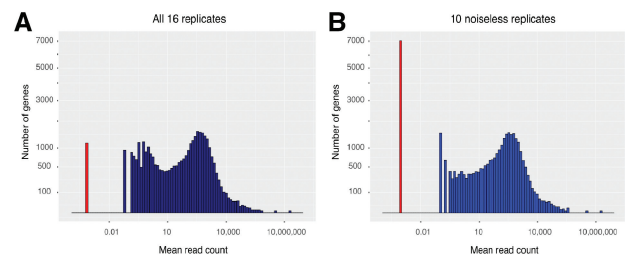 A
All 16 replicates
Number of genes
7000
5000
3000
1000
500
100
0.01
10
10,000
10,000,000
Mean read count
B
10 noiseless replicates
Number of genes
7000
5000
3000
1000
500
100
0.01
10
10,000
10,000,000
Mean read count